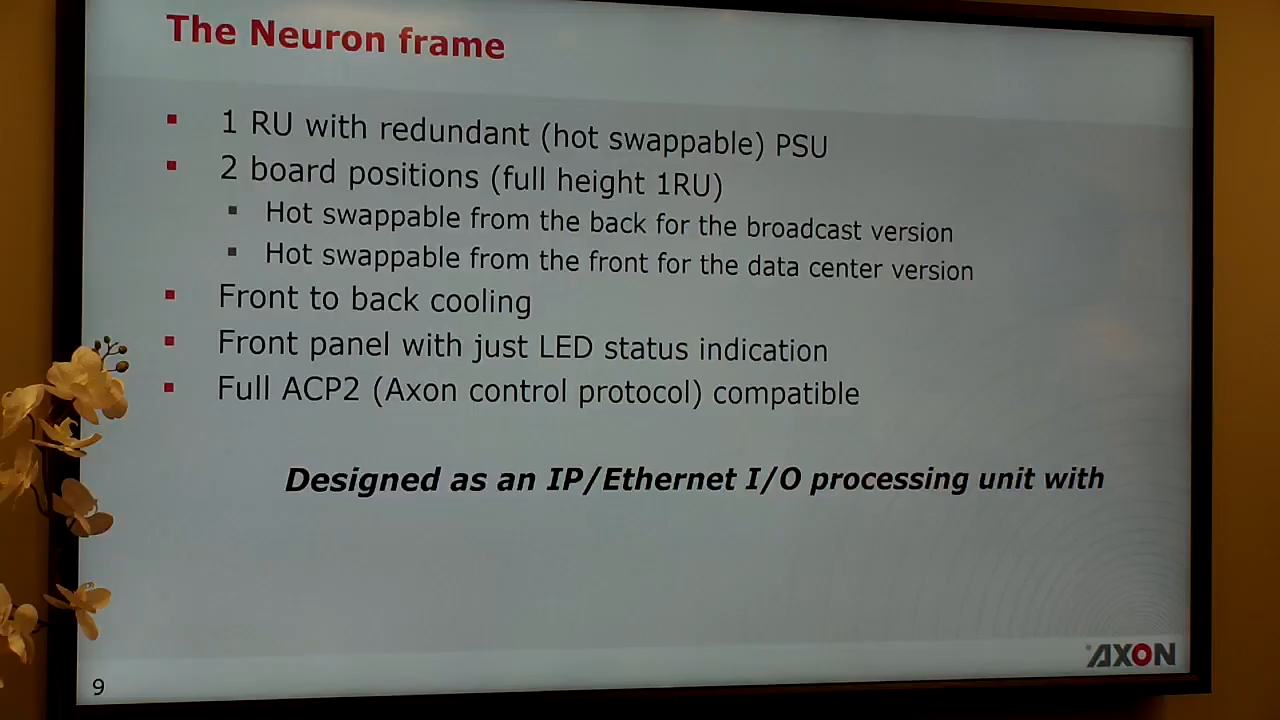 The Neuron frame
1 RU with redundant (hot swappable) PSU
2 board positions (full height 1RU)
Hot swappable from the back for the broadcast version
Hot swappable from the front for the data center version
Front to back cooling
Front panel with just LED status indication
Full ACP2 (Axon control protocol) compatible
Designed as an IP/Ethernet I/O processing unit with
AXON
9